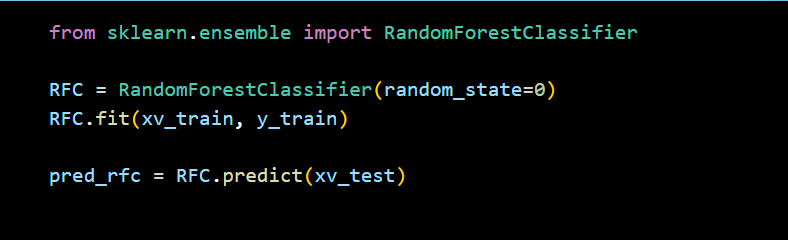 from sklearn.ensemble import RandomForestClassifier
RFC = RandomForestClassifier(random_state=0)
RFC.fit(xv_train, y_train)
pred_rfc = RFC.predict(xv_test)